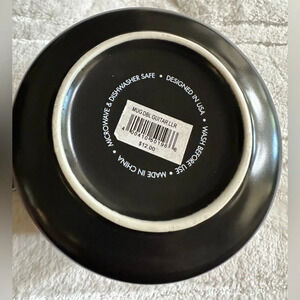 MICROWAVE & DISHWASHER SAFE • DESIGNED IN USA • WASH BEFORE USE • MADE IN CHINA •
MUG DBL GUITAR LLR
$12.00